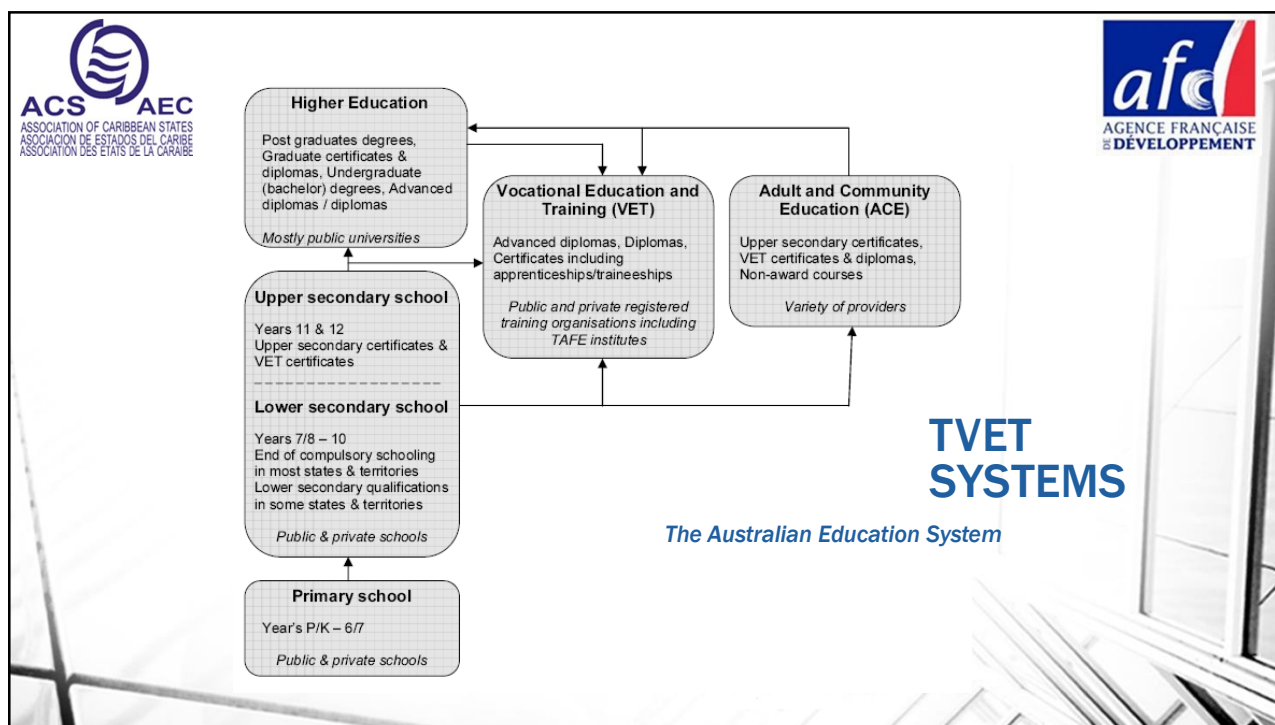 ACS AEC
ASSOCIATION OF CARIBBEAN STATES
ASOCIACION DE ESTADOS DEL CARIBE
ASSOCIATION DES ETATS DE LA CARAIBE
afd
AGENCE FRANÇAISE
DE DÉVELOPPEMENT
Higher Education
Post graduates degrees,
Graduate certificates &
diplomas, Undergraduate
(bachelor) degrees, Advanced
diplomas / diplomas
Mostly public universities
Vocational Education and
Training (VET)
Advanced diplomas, Diplomas,
Certificates including
apprenticeships/traineeships
Public and private registered
training organisations including
TAFE institutes
Adult and Community
Education (ACE)
Upper secondary certificates,
VET certificates & diplomas,
Non-award courses
Variety of providers
Upper secondary school
Years 11 & 12
Upper secondary certificates &
VET certificates
Lower secondary school
Years 7/8 – 10
End of compulsory schooling
in most states & territories
Lower secondary qualifications
in some states & territories
Public & private schools
Primary school
Year's P/K – 6/7
Public & private schools
TVET
SYSTEMS
The Australian Education System